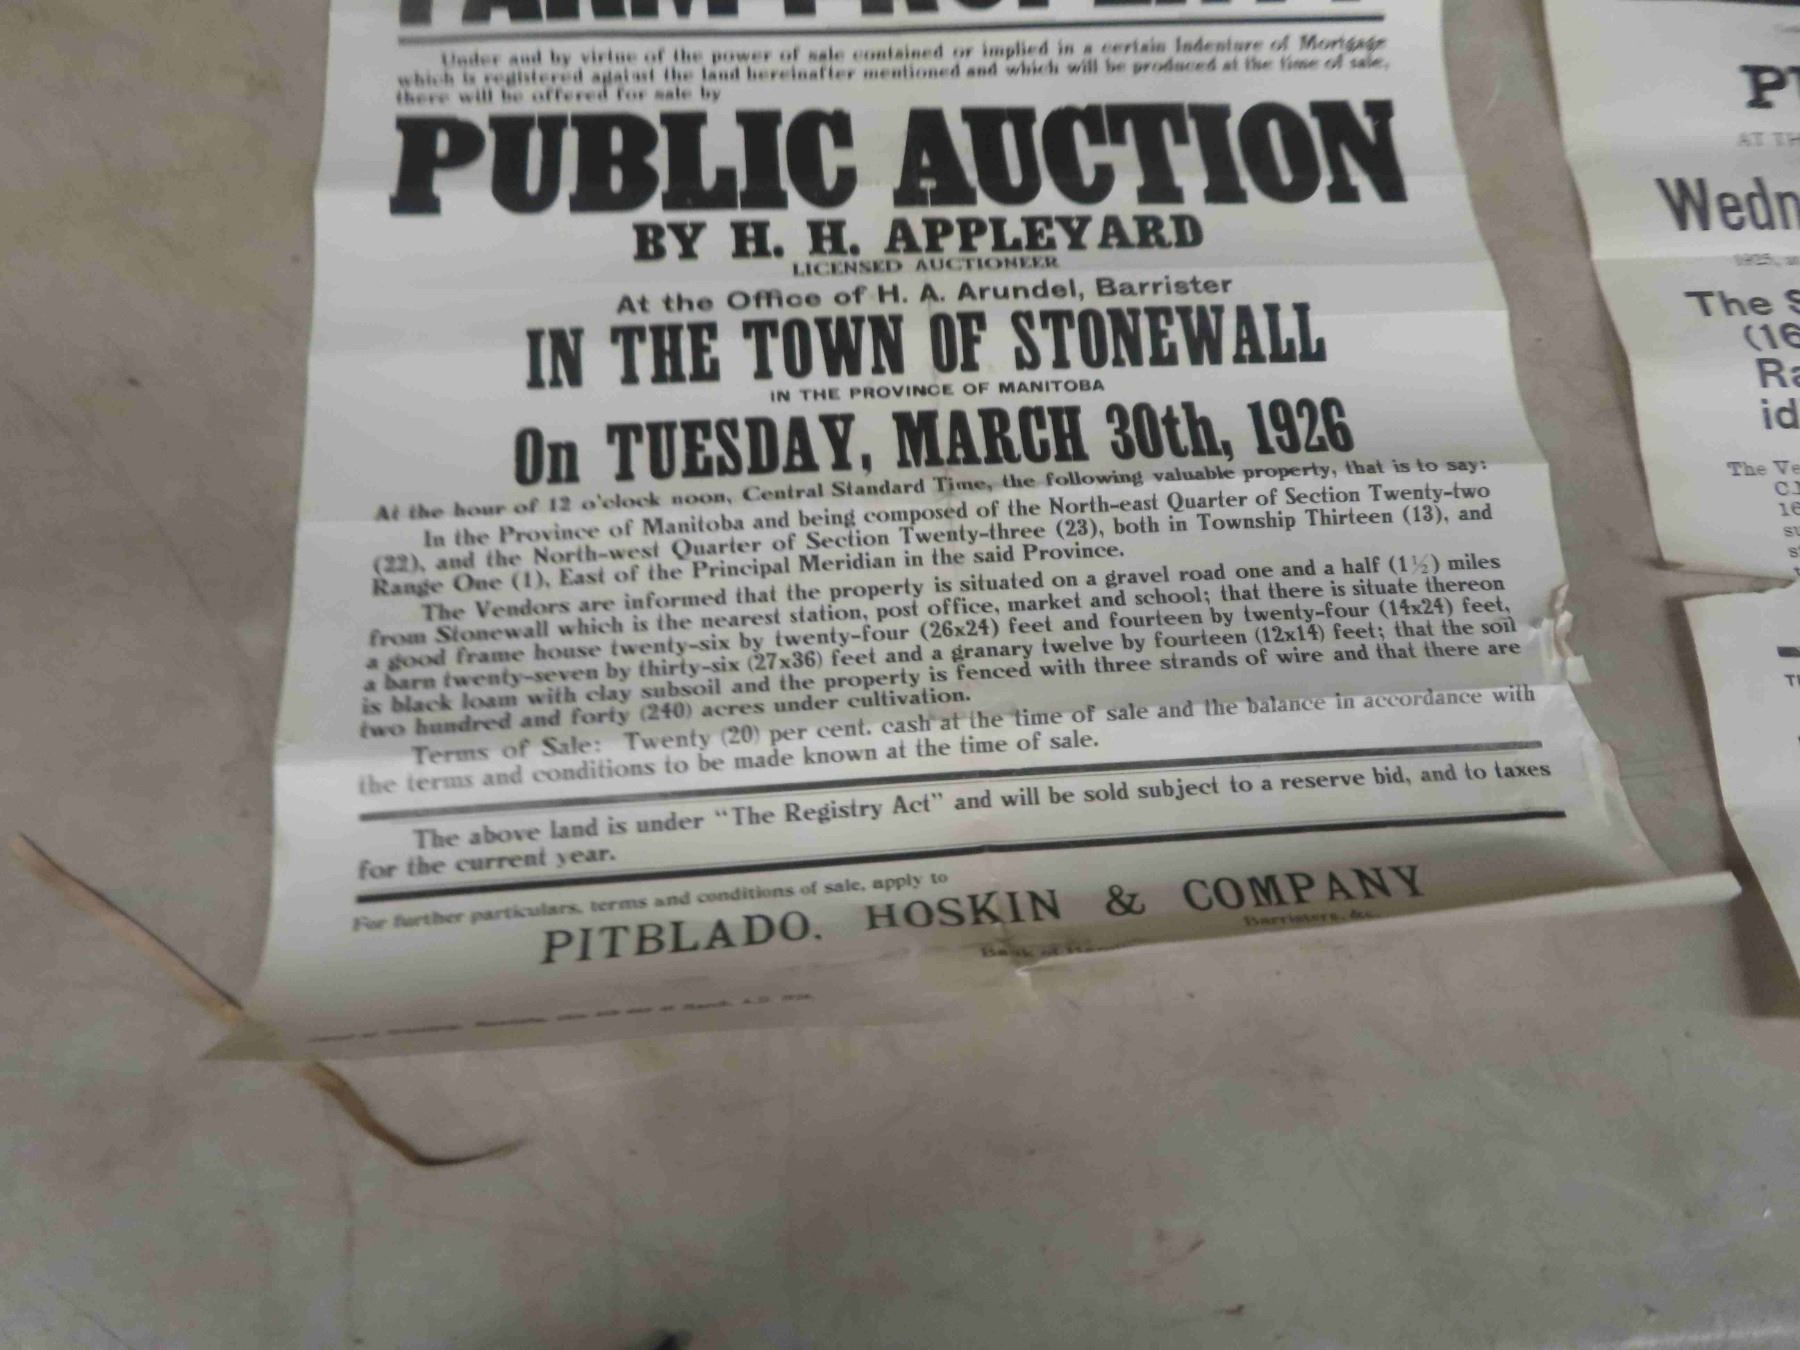 FARM PROPERTY
Under and by virtue of the power of sale contained or implied in a certain Indenture of Mortgage
which is registered against the land hereinafter mentioned and which will be produced at the time of sale,
there will be offered for sale by
PUBLIC AUCTION
BY H. H. APPLEYARD
LICENSED AUCTIONEER
At the Office of H. A. Arundel, Barrister
IN THE TOWN OF STONEWALL
IN THE PROVINCE OF MANITOBA
On TUESDAY, MARCH 30th, 1926
At the hour of 12 o'clock noon, Central Standard Time, the following valuable property, that is to say:
In the Province of Manitoba and being composed of the North-east Quarter of Section Twenty-two
(22), and the North-west Quarter of Section Twenty-three (23), both in Township Thirteen (13), and
Range One (1), East of the Principal Meridian in the said Province.
The Vendors are informed that the property is situated on a gravel road one and a half (1½) miles
from Stonewall which is the nearest station, post office, market and school; that there is situate thereon
a good frame house twenty-six by twenty-four (26x24) feet and fourteen by twenty-four (14x24) feet,
a barn twenty-seven by thirty-six (27x36) feet and a granary twelve by fourteen (12x14) feet; that the soil
is black loam with clay subsoil and the property is fenced with three strands of wire and that there are
two hundred and forty (240) acres under cultivation.
Terms of Sale: Twenty (20) per cent. cash at the time of sale and the balance in accordance with
the terms and conditions to be made known at the time of sale.
The above land is under "The Registry Act" and will be sold subject to a reserve bid, and to taxes
for the current year.
For further particulars, terms and conditions of sale, apply to
PITBLADO, HOSKIN & COMPANY
Barristers, &c.
Bank of
March, A.D.
P
AT TH
Wedn
1925,
The S
(16
Ra
id
The Ve
C.
16
su